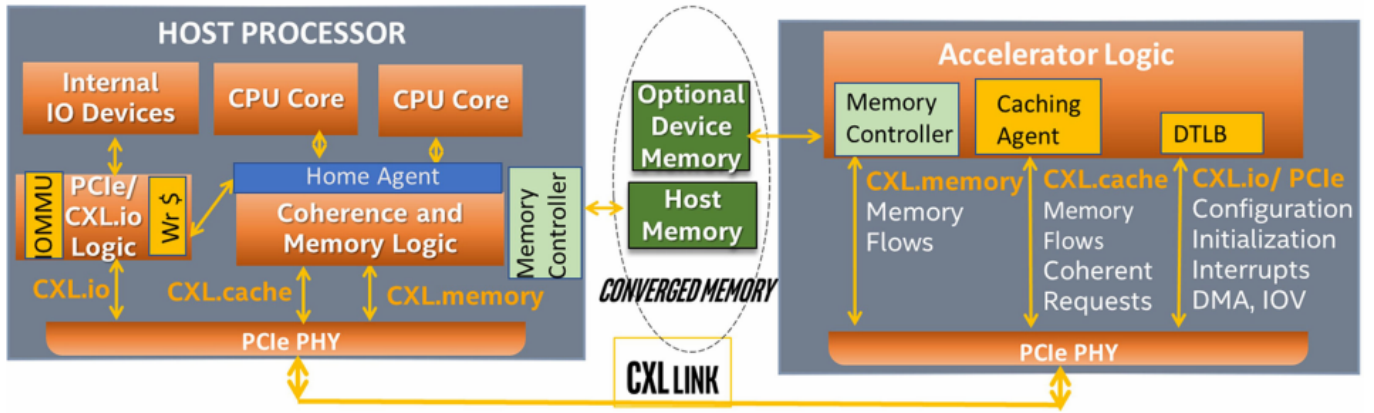 HOST PROCESSOR
Internal
IO Devices
CPU Core
CPU Core
IOMMU
PCIe/
CXL.io
Logic
Wr $
Home Agent
Coherence and
Memory Logic
Memory
Controller
CXL.io
CXL.cache
CXL.memory
PCIe PHY
Optional
Device
Memory
Host
Memory
CONVERGED MEMORY
CXL LINK
Accelerator Logic
Memory
Controller
Caching
Agent
DTLB
CXL.memory
Memory
Flows
CXL.cache
Memory
Flows
Coherent
Requests
CXL.io/ PCIe
Configuration
Initialization
Interrupts
DMA, IOV
PCIe PHY